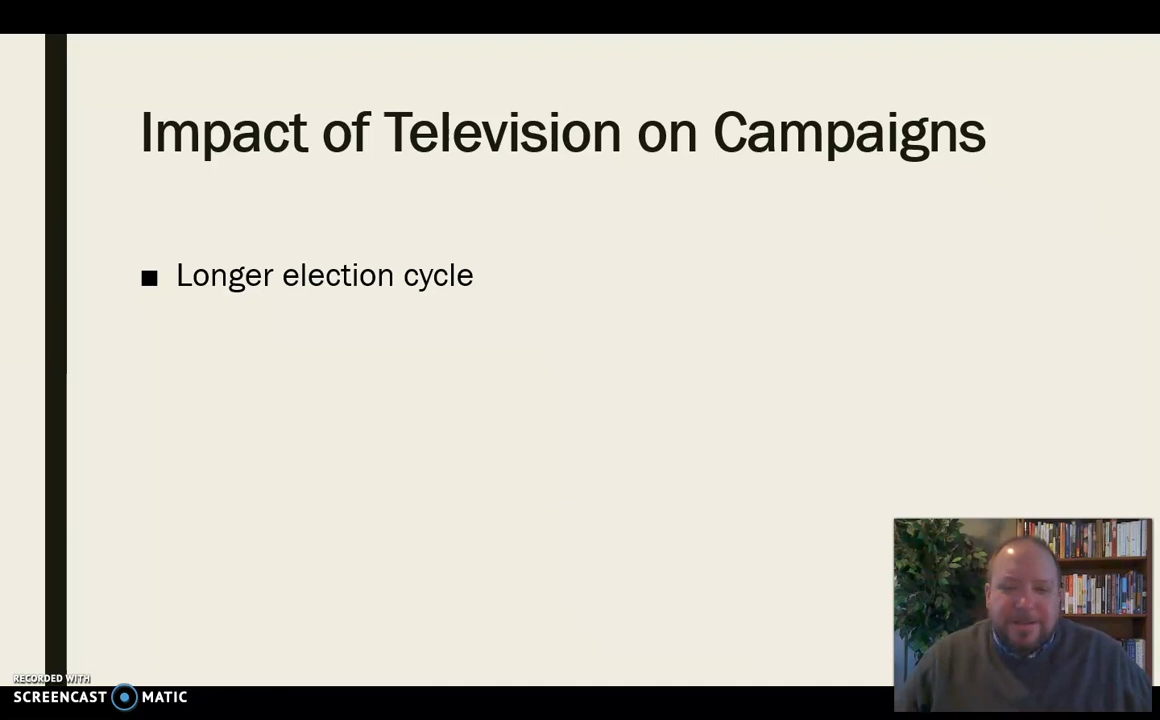 Impact of Television on Campaigns
■ Longer election cycle
RECORDED WITH
SCREENCAST MATIC